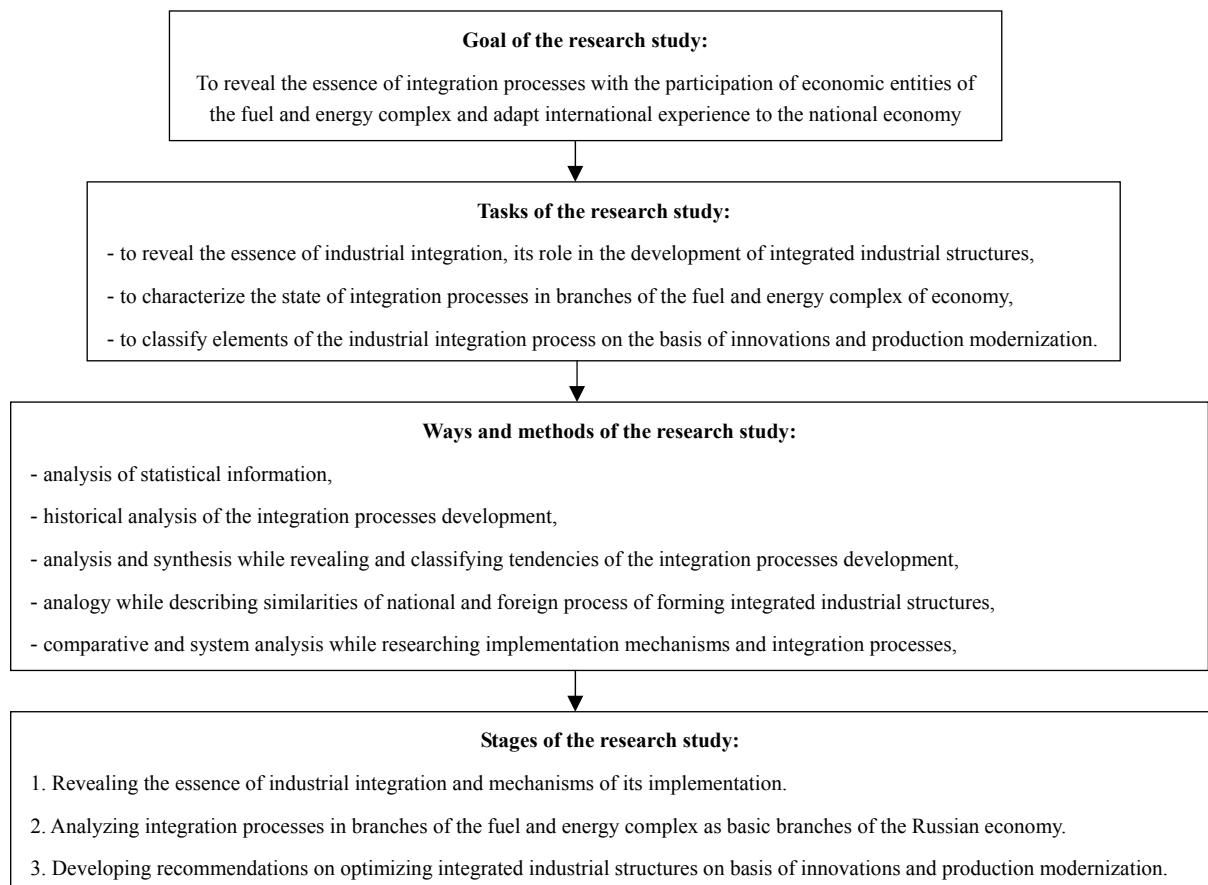 Goal of the research study:
To reveal the essence of integration processes with the participation of economic entities of
the fuel and energy complex and adapt international experience to the national economy
Tasks of the research study:
- to reveal the essence of industrial integration, its role in the development of integrated industrial structures,
- to characterize the state of integration processes in branches of the fuel and energy complex of economy,
- to classify elements of the industrial integration process on the basis of innovations and production modernization.
Ways and methods of the research study:
- analysis of statistical information,
- historical analysis of the integration processes development,
- analysis and synthesis while revealing and classifying tendencies of the integration processes development,
- analogy while describing similarities of national and foreign process of forming integrated industrial structures,
- comparative and system analysis while researching implementation mechanisms and integration processes,
Stages of the research study:
1. Revealing the essence of industrial integration and mechanisms of its implementation.
2. Analyzing integration processes in branches of the fuel and energy complex as basic branches of the Russian economy.
3. Developing recommendations on optimizing integrated industrial structures on basis of innovations and production modernization.